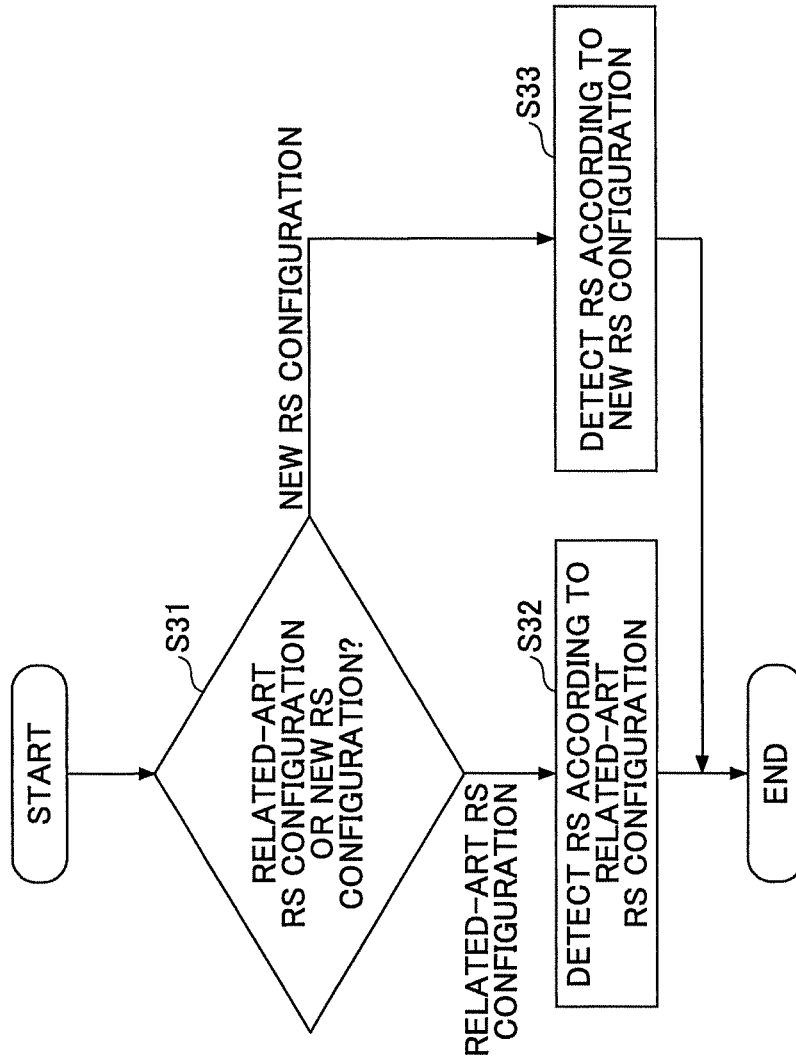 START
S31
RELATED-ART
RS CONFIGURATION
OR NEW RS
CONFIGURATION?
NEW RS CONFIGURATION
RELATED-ART RS
CONFIGURATION
S32
DETECT RS ACCORDING TO
RELATED-ART
RS CONFIGURATION
S33
DETECT RS ACCORDING TO
NEW RS CONFIGURATION
END